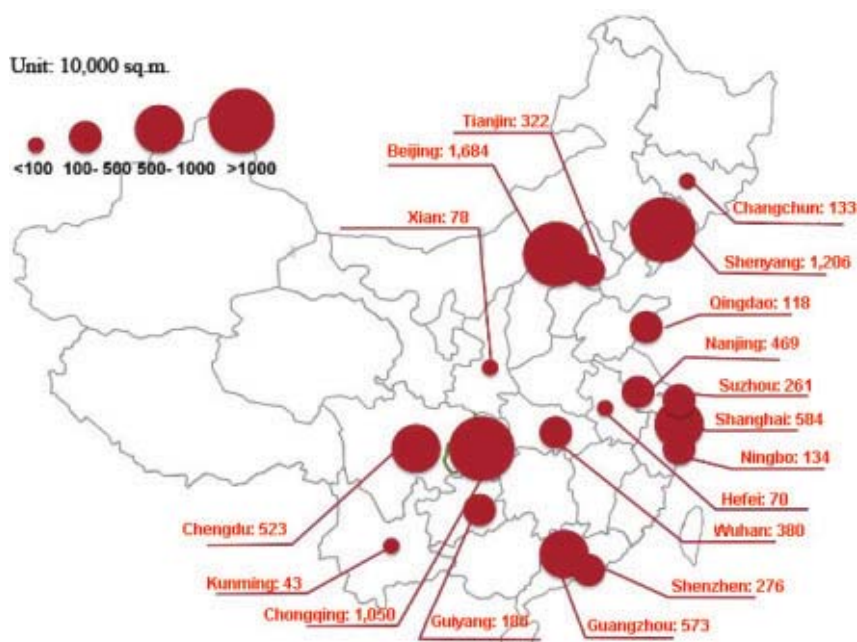 Unit: 10,000 sq.m.
<100 100- 500 500- 1000 >1000
Tianjin: 322
Beijing: 1,684
Xian: 78
Changchun: 133
Shenyang: 1,206
Qingdao: 118
Nanjing: 469
Suzhou: 261
Shanghai: 584
Ningbo: 134
Hefei: 70
Wuhan: 380
Chengdu: 523
Kunming: 43
Shenzhen: 276
Chongqing: 1,050
Guiyang: 186
Guangzhou: 573